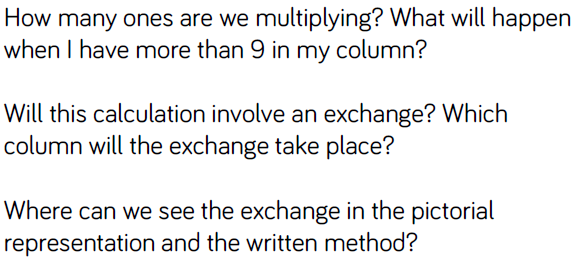 How many ones are we multiplying? What will happen
when I have more than 9 in my column?
Will this calculation involve an exchange? Which
column will the exchange take place?
Where can we see the exchange in the pictorial
representation and the written method?